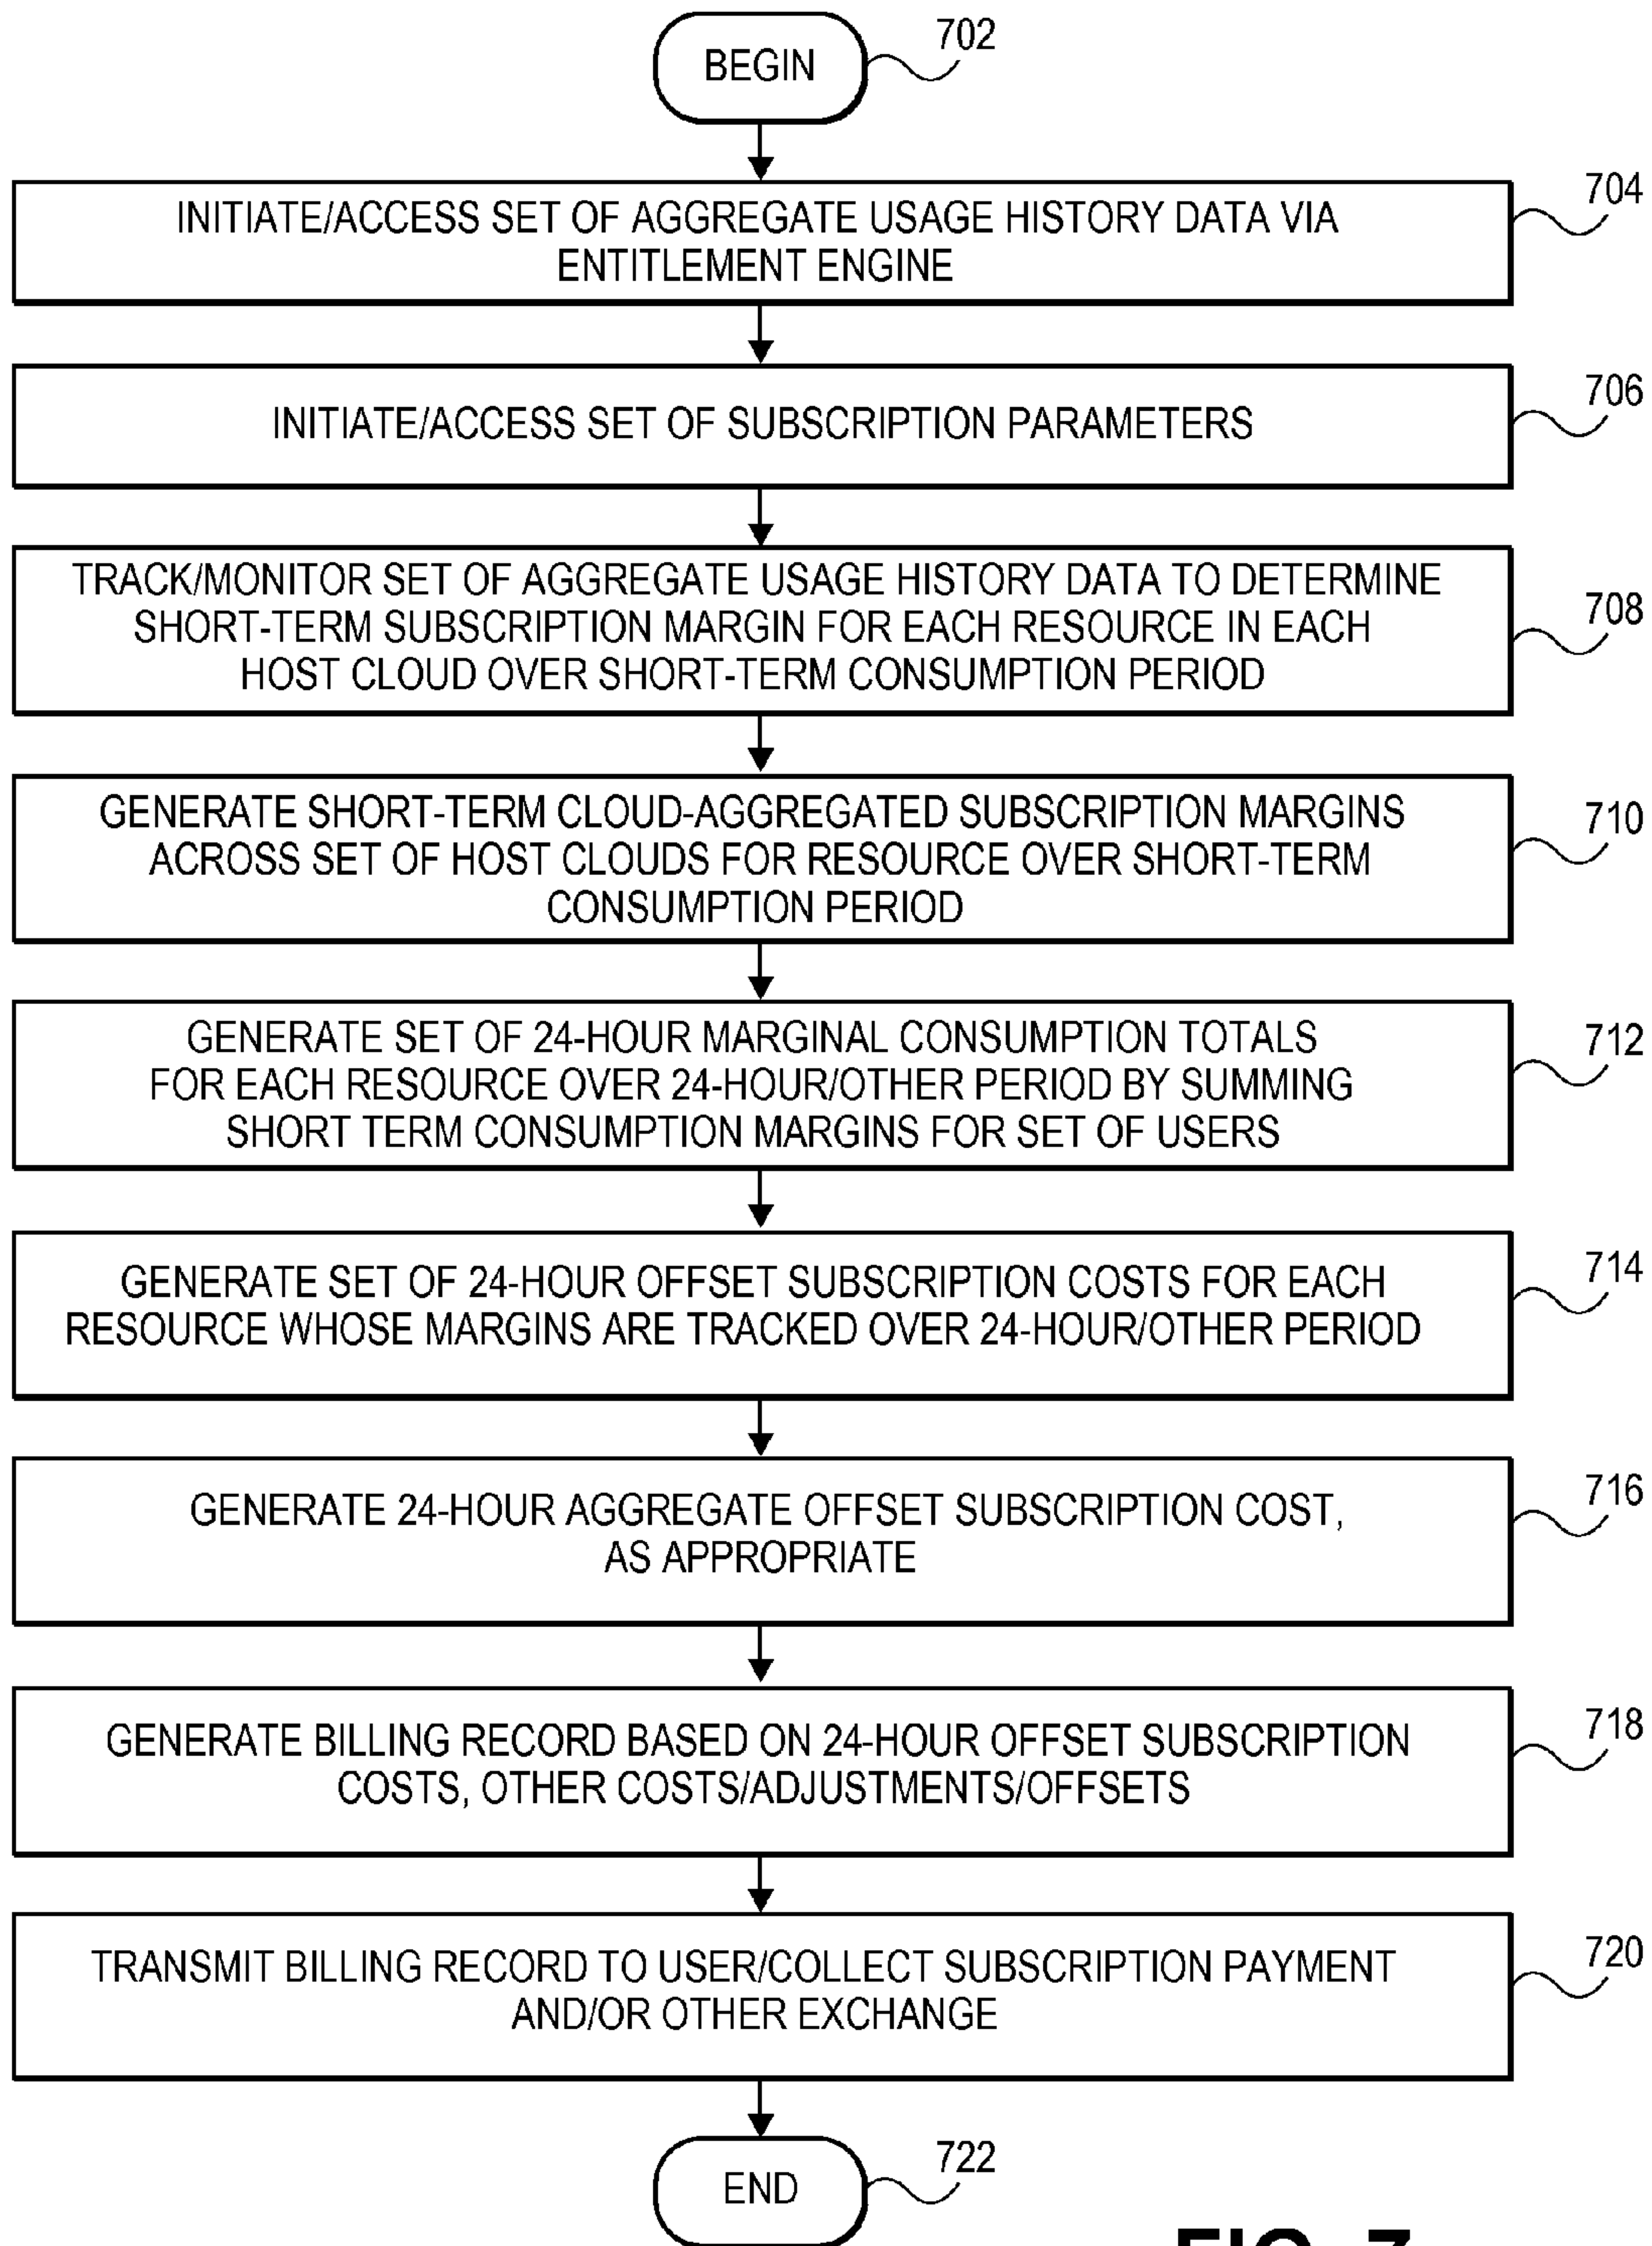 BEGIN
702
INITIATE/ACCESS SET OF AGGREGATE USAGE HISTORY DATA VIA
ENTITLEMENT ENGINE
704
INITIATE/ACCESS SET OF SUBSCRIPTION PARAMETERS
706
TRACK/MONITOR SET OF AGGREGATE USAGE HISTORY DATA TO DETERMINE
SHORT-TERM SUBSCRIPTION MARGIN FOR EACH RESOURCE IN EACH
HOST CLOUD OVER SHORT-TERM CONSUMPTION PERIOD
708
GENERATE SHORT-TERM CLOUD-AGGREGATED SUBSCRIPTION MARGINS
ACROSS SET OF HOST CLOUDS FOR RESOURCE OVER SHORT-TERM
CONSUMPTION PERIOD
710
GENERATE SET OF 24-HOUR MARGINAL CONSUMPTION TOTALS
FOR EACH RESOURCE OVER 24-HOUR/OTHER PERIOD BY SUMMING
SHORT TERM CONSUMPTION MARGINS FOR SET OF USERS
712
GENERATE SET OF 24-HOUR OFFSET SUBSCRIPTION COSTS FOR EACH
RESOURCE WHOSE MARGINS ARE TRACKED OVER 24-HOUR/OTHER PERIOD
714
GENERATE 24-HOUR AGGREGATE OFFSET SUBSCRIPTION COST,
AS APPROPRIATE
716
GENERATE BILLING RECORD BASED ON 24-HOUR OFFSET SUBSCRIPTION
COSTS, OTHER COSTS/ADJUSTMENTS/OFFSETS
718
TRANSMIT BILLING RECORD TO USER/COLLECT SUBSCRIPTION PAYMENT
AND/OR OTHER EXCHANGE
720
END
722
FIG. 7